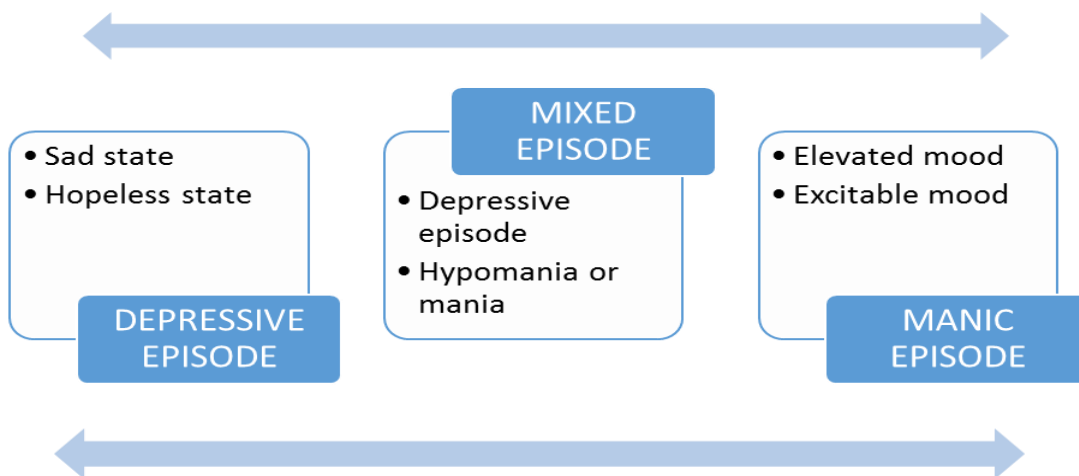 • Sad state
• Hopeless state
DEPRESSIVE
EPISODE
MIXED
EPISODE
• Depressive
episode
• Hypomania or
mania
• Elevated mood
• Excitable mood
MANIC
EPISODE